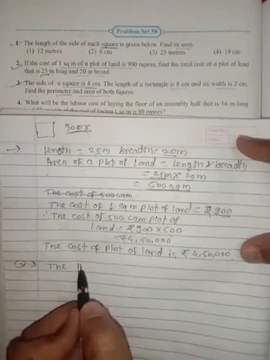 Problem Set 59
1. The length of the side of each square is given below. Find its area.
(1) 12 metres (2) 6 cm (3) 25 metres (4) 18 cm
2. If the cost of 1 sq m of a plot of land is 900 rupees, find the total cost of a plot of land
that is 25 m long and 20 m broad.
3. The side of a square is 4 cm. The length of a rectangle is 8 cm and its width is 2 cm.
Find the perimeter and area of both figures.
4. What will be the labour cost of laying the floor of an assembly hall that is 16 m long
length = 25m breadth= 20m
Area of a plot of land = length x breadth
= 25m x 20m
= 500 sqm
The cost of 500 sqm
The cost of 1 sqm plot of land = ₹ 900
∴ The cost of 500 sqm plot of
land = ₹ 900 x 500
= ₹ 4,50,000
The cost of plot of land is ₹ 4,50,000
The